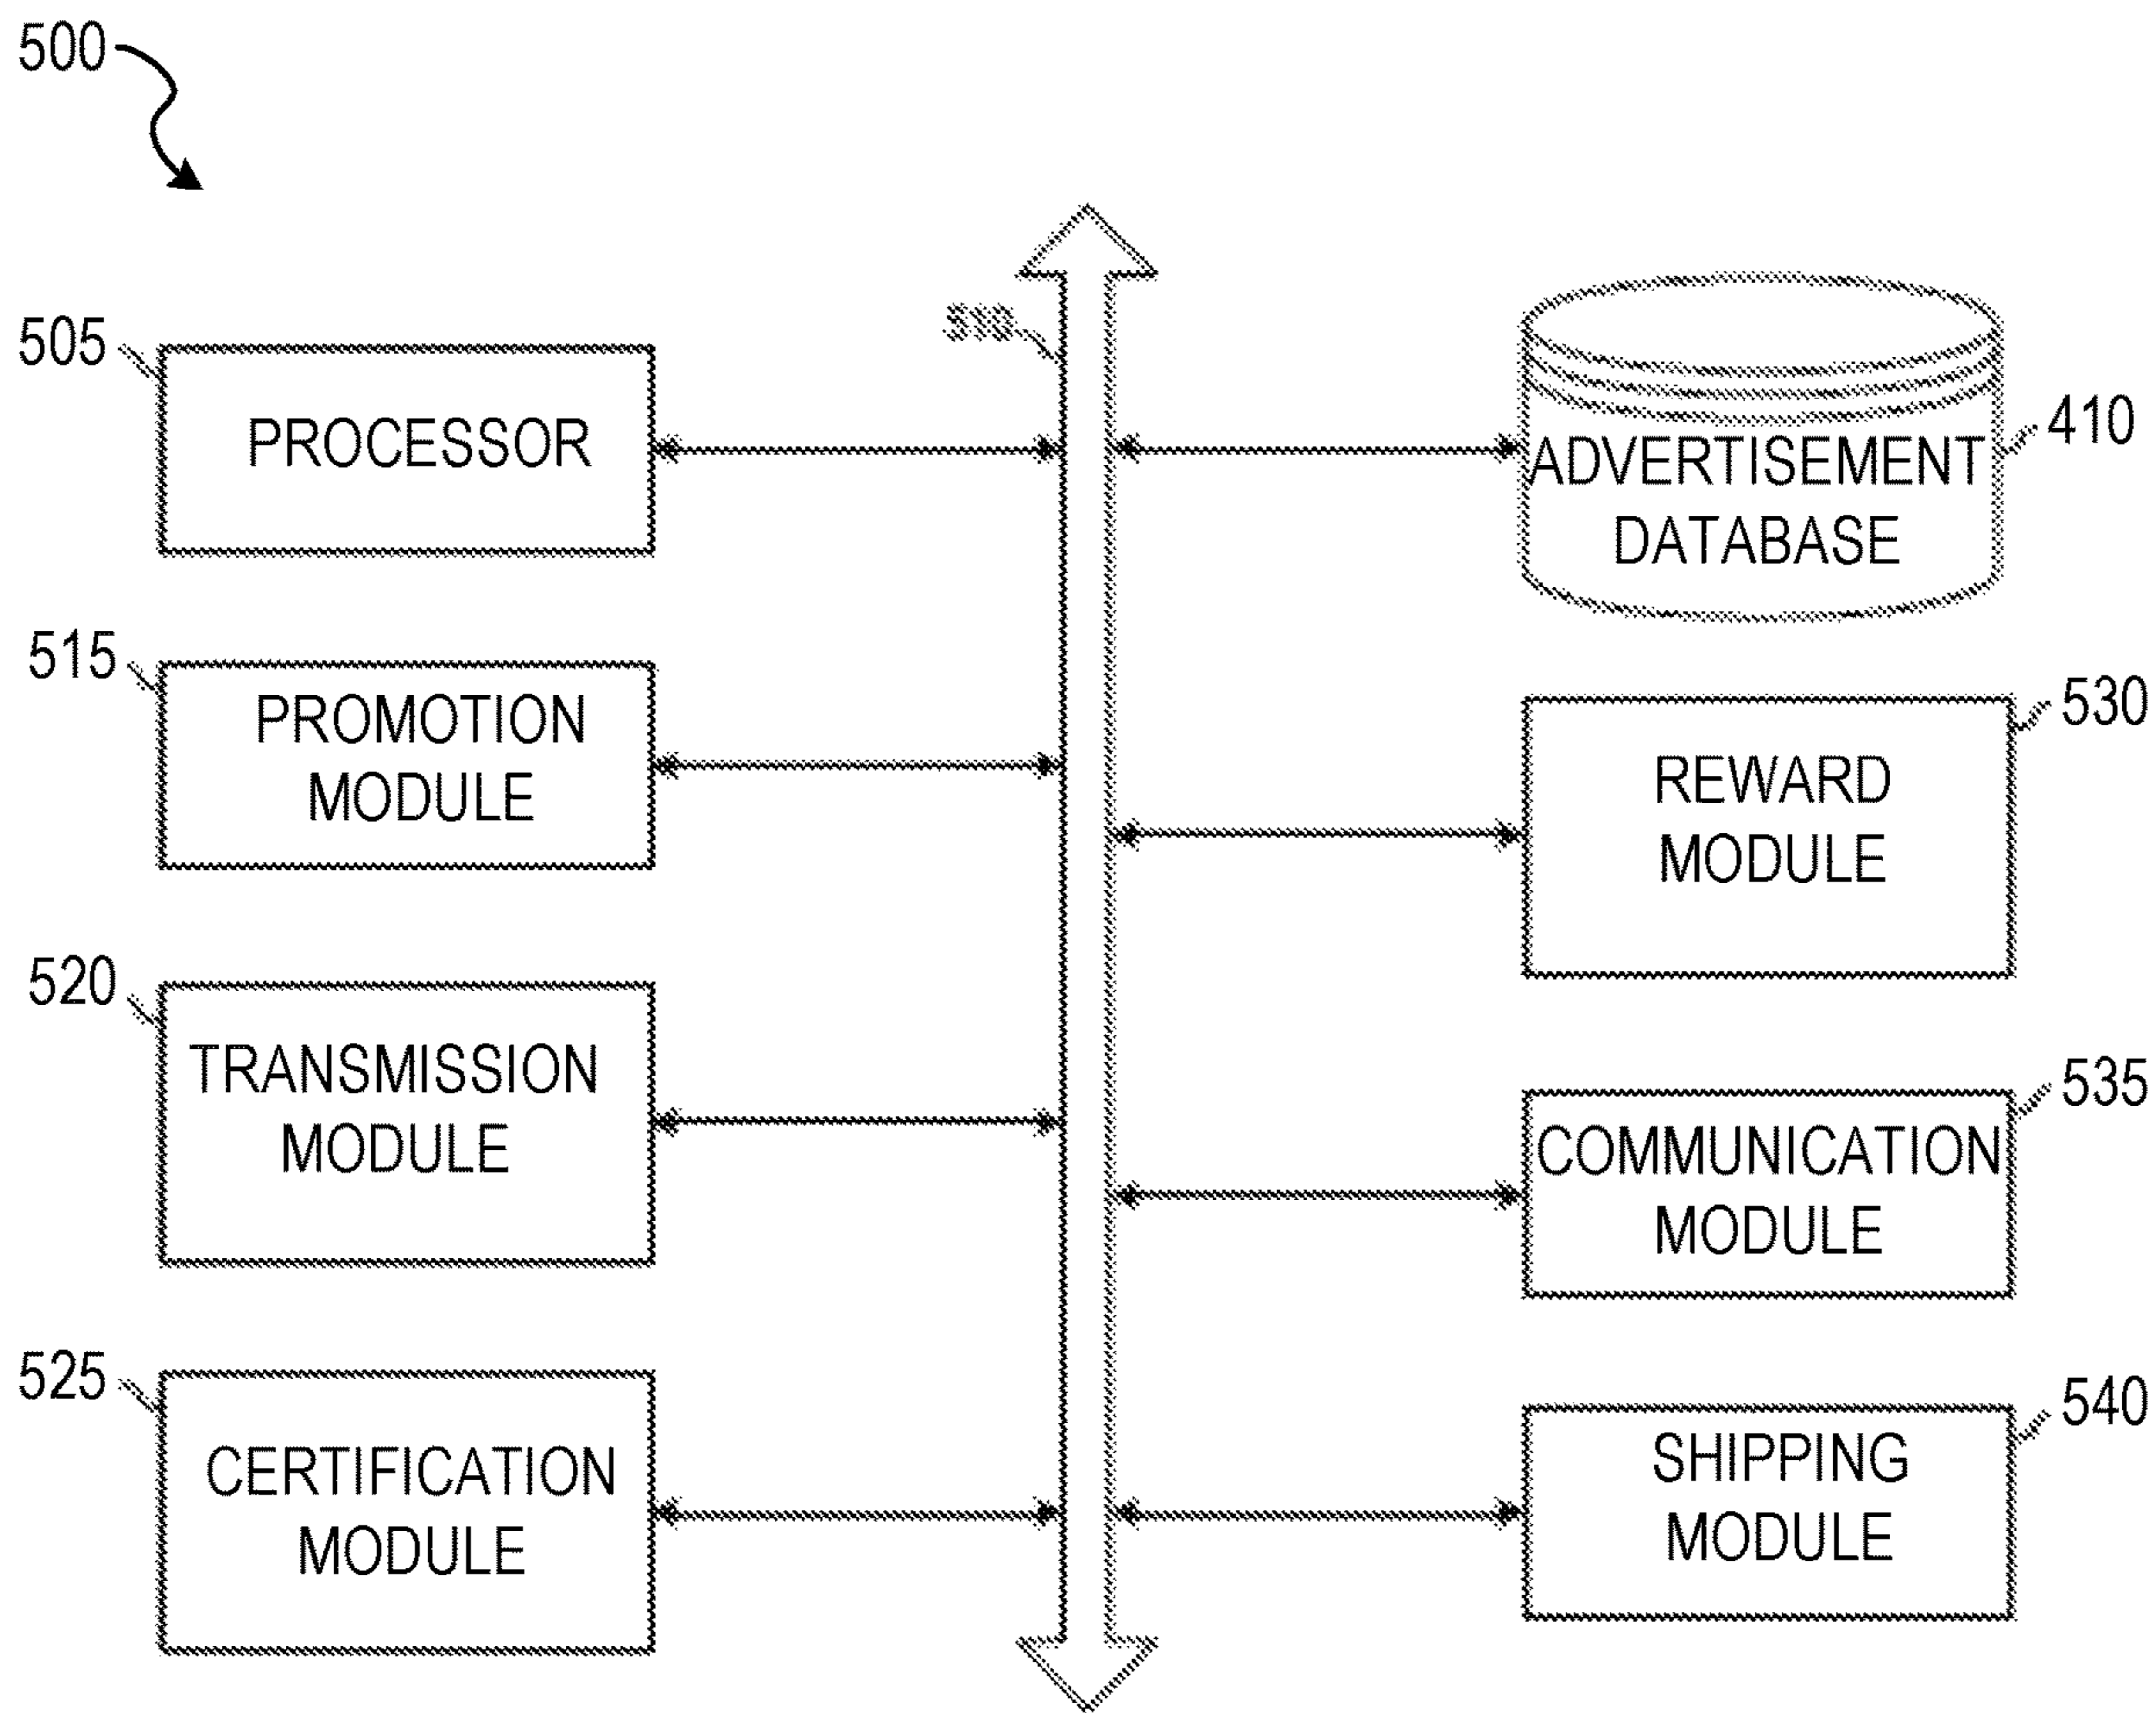 500
505
PROCESSOR
510
ADVERTISEMENT
DATABASE
410
515
PROMOTION
MODULE
530
REWARD
MODULE
520
TRANSMISSION
MODULE
535
COMMUNICATION
MODULE
525
CERTIFICATION
MODULE
540
SHIPPING
MODULE